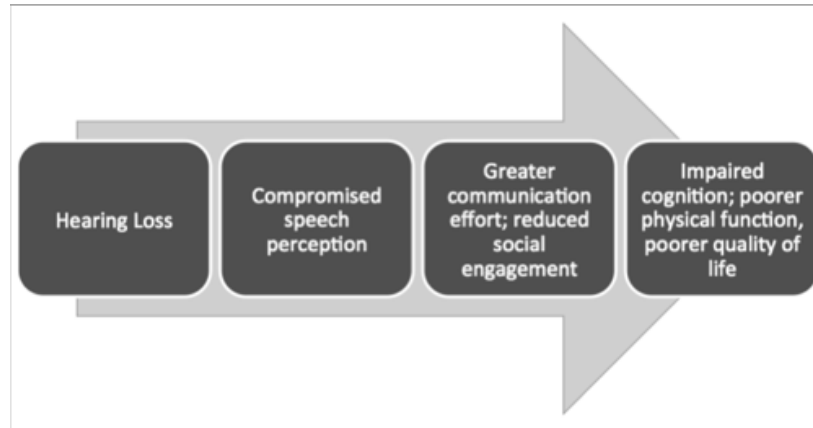 Hearing Loss
Compromised
speech
perception
Greater
communication
effort; reduced
social
engagement
Impaired
cognition; poorer
physical function,
poorer quality of
life